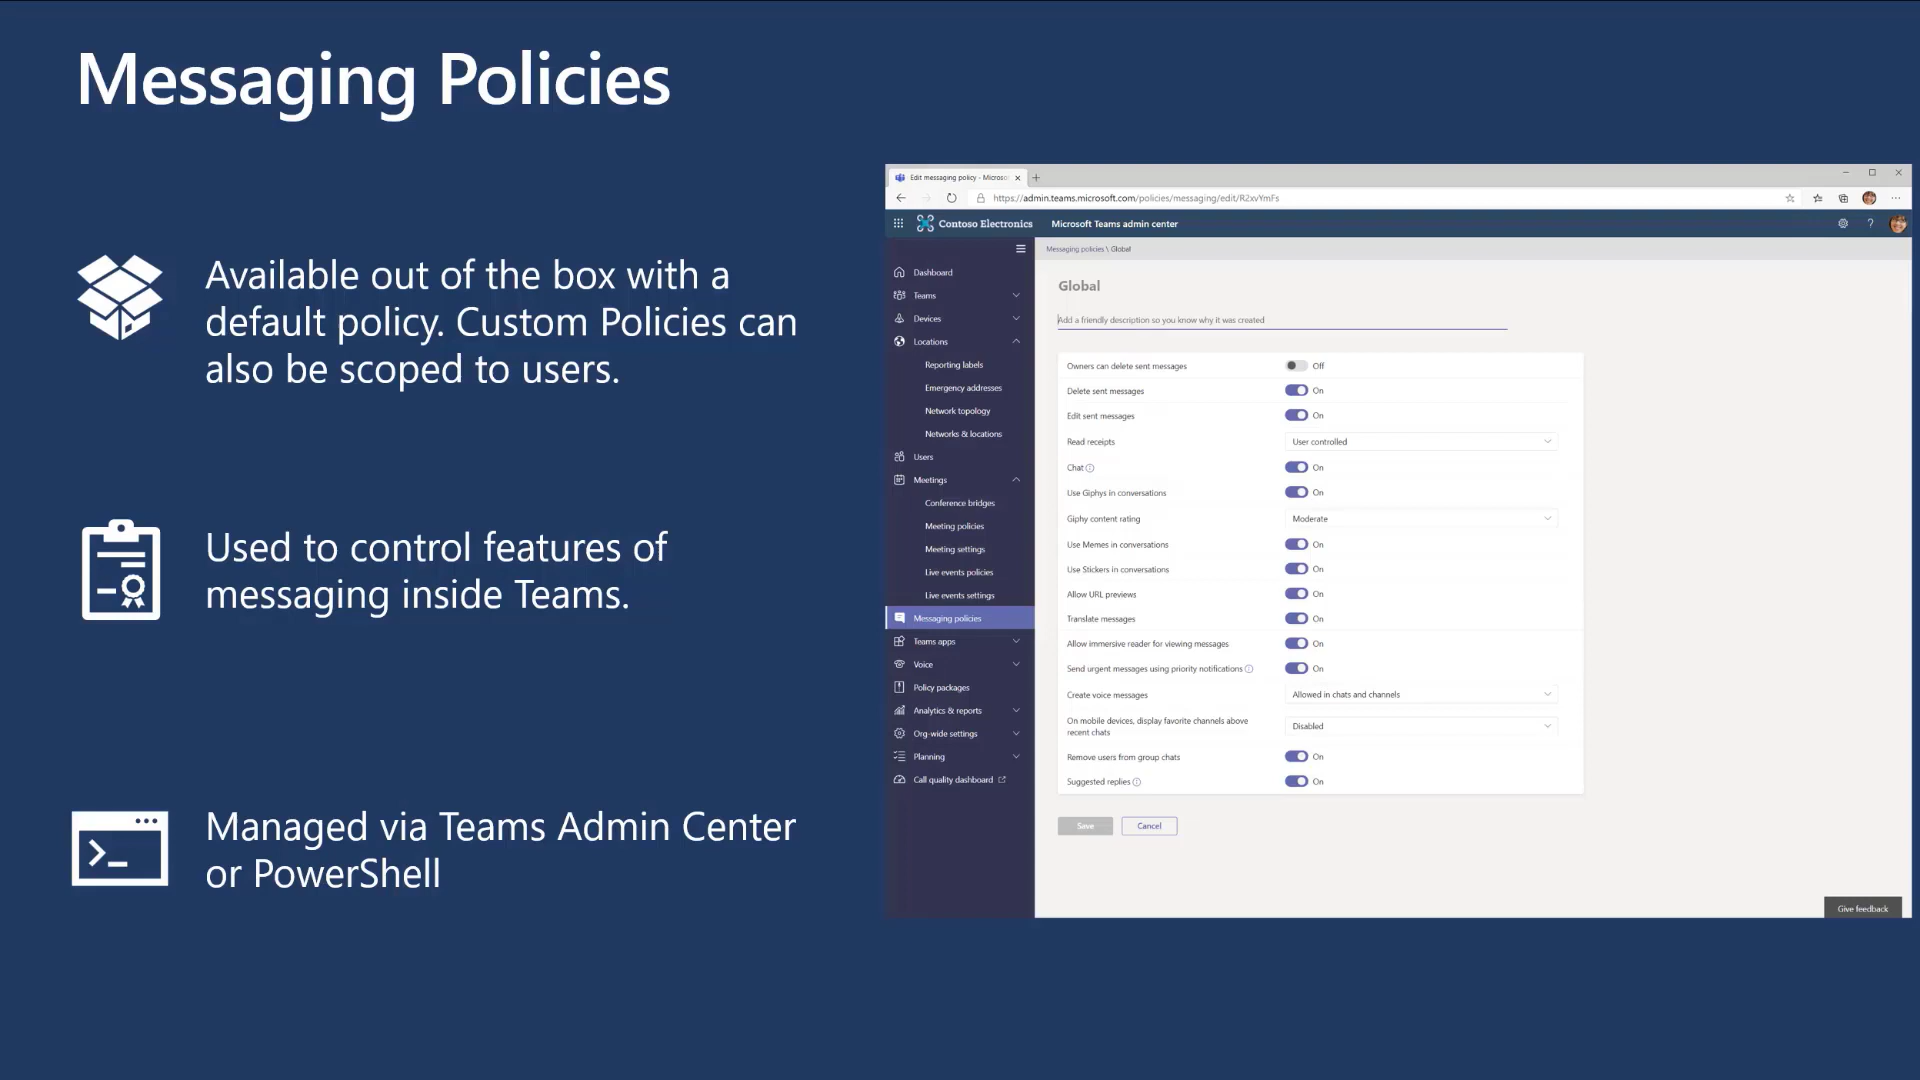 Messaging Policies
Available out of the box with a
default policy. Custom Policies can
also be scoped to users.
Used to control features of
messaging inside Teams.
Managed via Teams Admin Center
or PowerShell
Edit messaging policy - Microso
https://admin.teams.microsoft.com/policies/messaging/edit/R2xvYmFs
Contoso Electronics
Microsoft Teams admin center
Dashboard
Teams
Devices
Locations
Reporting labels
Emergency addresses
Network topology
Networks & locations
Users
Meetings
Conference bridges
Meeting policies
Meeting settings
Live events policies
Live events settings
Messaging policies
Teams apps
Voice
Policy packages
Analytics & reports
Org-wide settings
Planning
Call quality dashboard
Messaging policies \ Global
Global
Add a friendly description so you know why it was created
Owners can delete sent messages Off
Delete sent messages On
Edit sent messages On
Read receipts User controlled
Chat On
Use Giphys in conversations On
Giphy content rating Moderate
Use Memes in conversations On
Use Stickers in conversations On
Allow URL previews On
Translate messages On
Allow immersive reader for viewing messages On
Send urgent messages using priority notifications On
Create voice messages Allowed in chats and channels
On mobile devices, display favorite channels above
recent chats
Disabled
Remove users from group chats On
Suggested replies On
Save Cancel
Give feedback